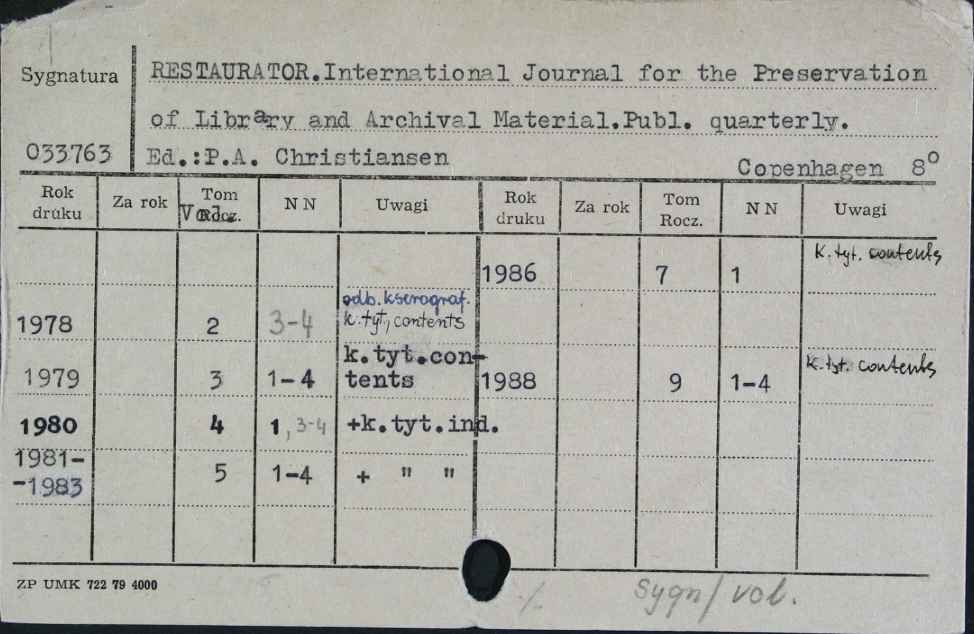 Sygnatura
RESTAURATOR.International Journal for the Preservation
of Library and Archival Material.Publ. quarterly.
033763
Ed.:P.A. Christiansen
Copenhagen 8⁰
Rok druku Za rok Tom Rocz. Vol. N N Uwagi Rok druku Za rok Tom Rocz. N N Uwagi
1986 7 1 k. tyt. contents
1978 2 3-4 odb. kserograf.
k. tyt, contents
1979 3 1-4 k.tyt.con-
tents
1988 9 1-4 k. tyt. contents
1980 4 1, 3-4 +k.tyt.ind.
1981-
-1983 5 1-4 + " "
ZP UMK 722 79 4000
sygn/vol.